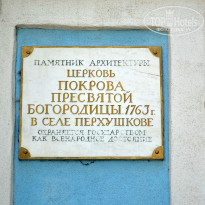 ПАМЯТНИК АРХИТЕКТУРЫ
ЦЕРКОВЬ
ПОКРОВА
ПРЕСВЯТОЙ
БОГОРОДИЦЫ 1763 г.
В СЕЛЕ ПЕРХУШКОВЕ
ОХРАНЯЕТСЯ ГОСУДАРСТВОМ
КАК ВСЕНАРОДНОЕ ДОСТОЯНИЕ